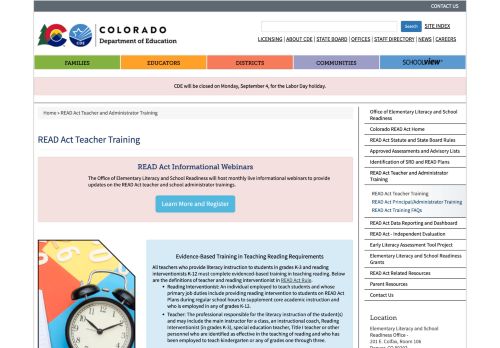 CONTACT US
COLORADO
Department of Education
CDE
Search
SITE INDEX
LICENSING | ABOUT CDE | STATE BOARD | OFFICES | STAFF DIRECTORY | NEWS | CAREERS
FAMILIES
EDUCATORS
DISTRICTS
COMMUNITIES
SCHOOLVIEW
CDE will be closed on Monday, September 4, for the Labor Day holiday.
Home > READ Act Teacher and Administrator Training
READ Act Teacher Training
READ Act Informational Webinars
The Office of Elementary Literacy and School Readiness will host monthly live informational webinars to provide
updates on the READ Act teacher and school administrator trainings.
Learn More and Register
Evidence-Based Training in Teaching Reading Requirements
All teachers who provide literacy instruction to students in grades K-3 and reading
interventionists K-12 must complete evidenced-based training in teaching reading. Below
are the definitions of teacher and reading interventionist in READ Act Rule.
• Reading Interventionist: An individual employed to teach students and whose
primary job duties include providing reading intervention to students on READ Act
Plans during regular school hours to supplement core academic instruction and
who is employed in any of grades K-12.
• Teacher: The professional responsible for the literacy instruction of the student(s)
and may include the main instructor for a class, an instructional coach, Reading
Interventionist (in grades K-3), special education teacher, Title I teacher or other
personnel who are identified as effective in the teaching of reading and who has
been employed to teach kindergarten or any of grades one through three.
Office of Elementary Literacy and School
Readiness
Colorado READ Act Home
READ Act Statute and State Board Rules
Approved Assessments and Advisory Lists
Identification of SRD and READ Plans
READ Act Teacher and Administrator
Training
READ Act Teacher Training
READ Act Principal/Administrator Training
READ Act Training FAQs
READ Act Data Reporting and Dashboard
READ Act - Independent Evaluation
Early Literacy Assessment Tool Project
Elementary Literacy and School Readiness
Grants
READ Act Related Resources
Parent Resources
Contact Us
Location
Elementary Literacy and School
Readiness Office -
201 E. Colfax, Room 106